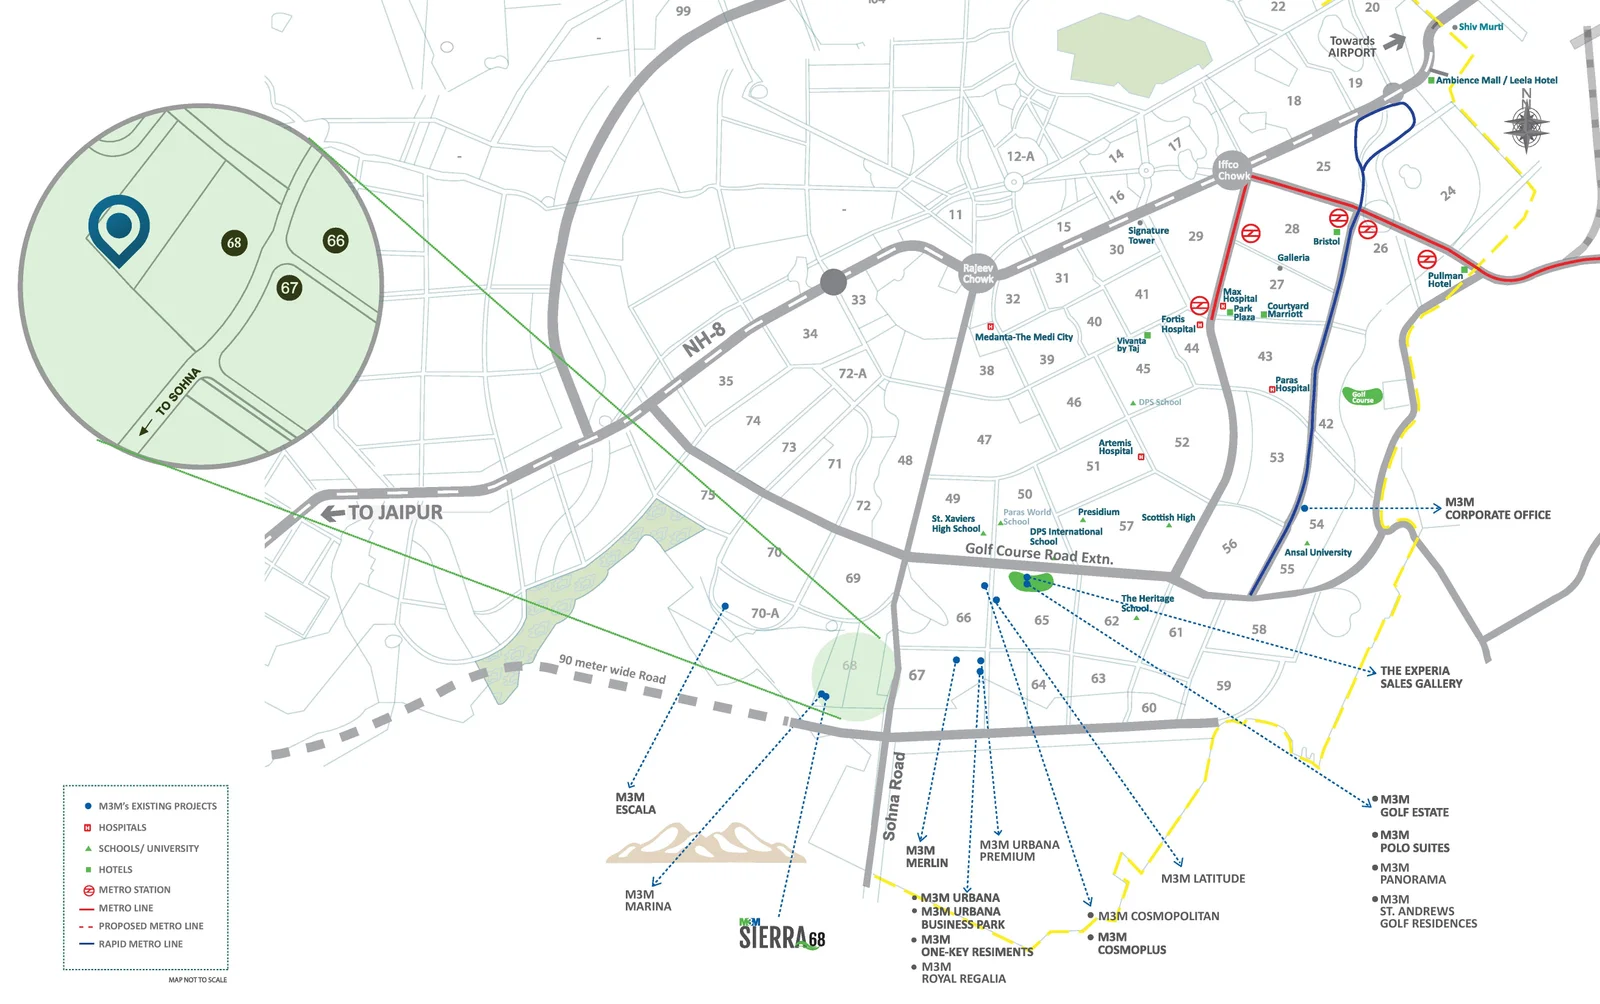 99
22
20
Shiv Murti
Towards
AIRPORT
Ambience Mall / Leela Hotel
N
19
18
17
14
12-A
Iffco
Chowk
25
24
16
11
15
Signature
Tower
30
29
28
Bristol
26
Galleria
Pullman
Hotel
27
Rajeev
Chowk
31
32
33
34
41
40
Max
Hospital
Park
Plaza
Courtyard
Marriott
Fortis
Hospital
Medanta-The Medi City
Vivanta
by Taj
44
43
NH-8
35
72-A
38
39
45
Paras
Hospital
Golf
Course
46
DPS School
42
74
73
71
48
47
52
Artemis
Hospital
51
53
72
75
49
50
Paras World
School
St. Xaviers
High School
DPS International
School
Presidium
57
Scottish High
54
M3M
CORPORATE OFFICE
Ansal University
55
56
Golf Course Road Extn.
70
69
70-A
66
65
The Heritage
School
62
61
58
68
67
64
63
59
60
90 meter wide Road
THE EXPERIA
SALES GALLERY
TO JAIPUR
68
66
67
TO SOHNA
Sohna Road
M3M
ESCALA
M3M
MARINA
M3M
SIERRA68
M3M
MERLIN
M3M URBANA
PREMIUM
M3M URBANA
M3M URBANA
BUSINESS PARK
M3M
ONE-KEY RESIMENTS
M3M
ROYAL REGALIA
M3M LATITUDE
M3M COSMOPOLITAN
M3M
COSMOPLUS
M3M
GOLF ESTATE
M3M
POLO SUITES
M3M
PANORAMA
M3M
ST. ANDREWS
GOLF RESIDENCES
M3M's EXISTING PROJECTS
HOSPITALS
SCHOOLS/ UNIVERSITY
HOTELS
METRO STATION
METRO LINE
PROPOSED METRO LINE
RAPID METRO LINE
MAP NOT TO SCALE